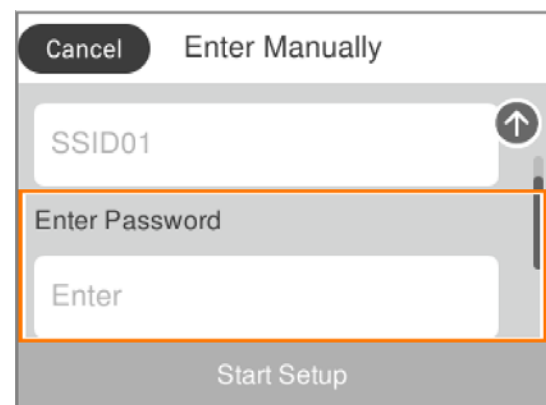 Cancel Enter Manually
SSID01
Enter Password
Enter
Start Setup